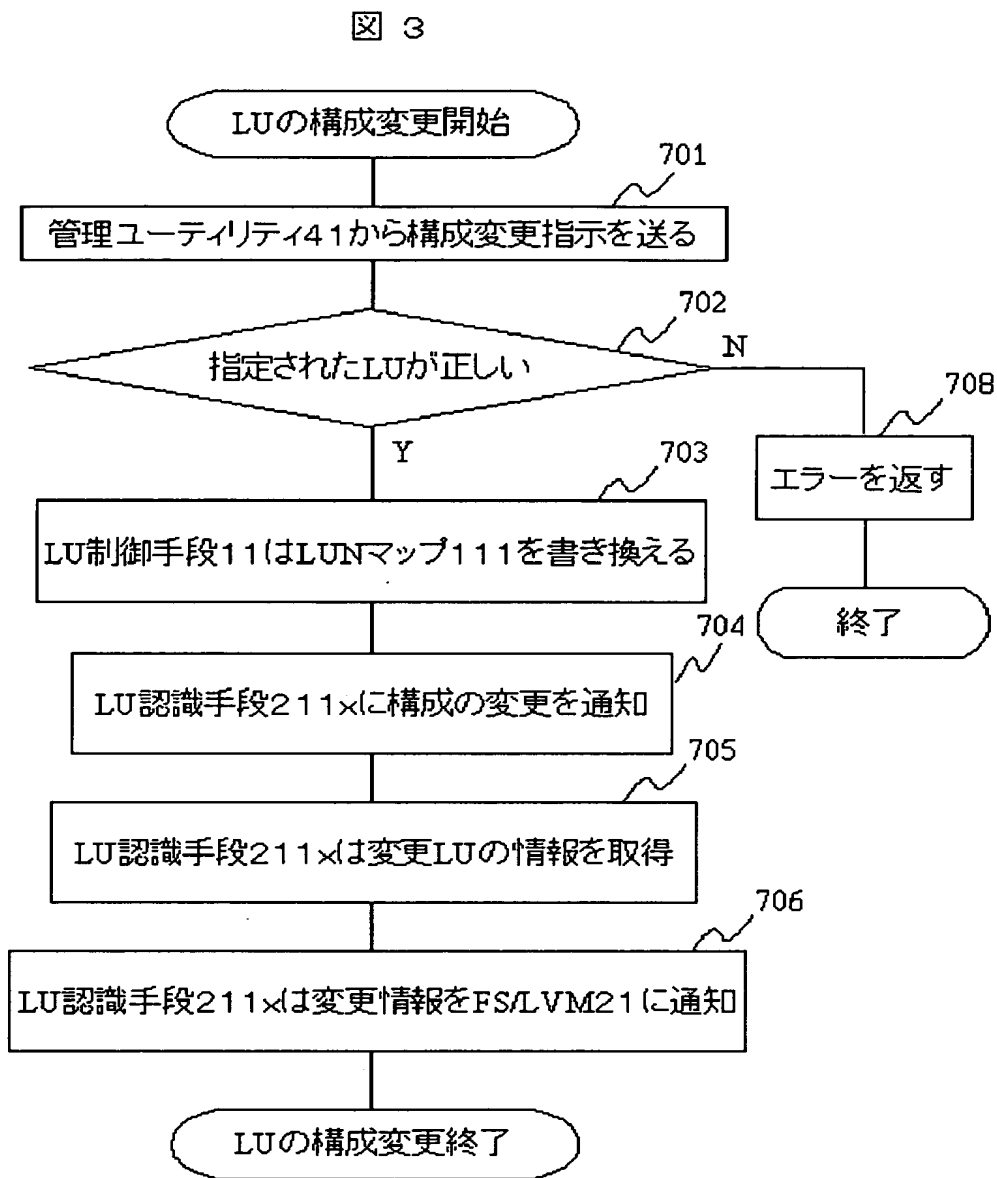 図 3
LUの構成変更開始
701
管理ユーティリティ41から構成変更指示を送る
702
指定されたLUが正しい
N
708
エラーを返す
終了
Y
703
LU制御手段11はLUNマップ111を書き換える
704
LU認識手段211xに構成の変更を通知
705
LU認識手段211xは変更LUの情報を取得
706
LU認識手段211xは変更情報をFS/LVM21に通知
LUの構成変更終了